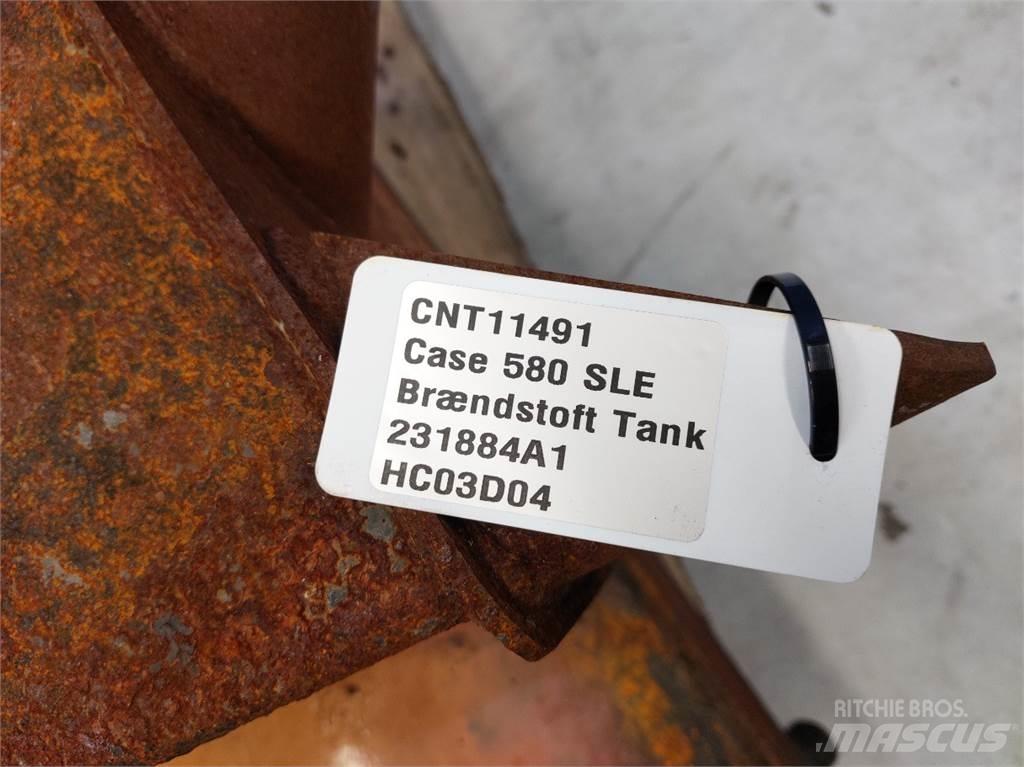 CNT11491
Case 580 SLE
Brændstoft Tank
231884A1
HC03D04
RITCHIE BROS.
MASCUS